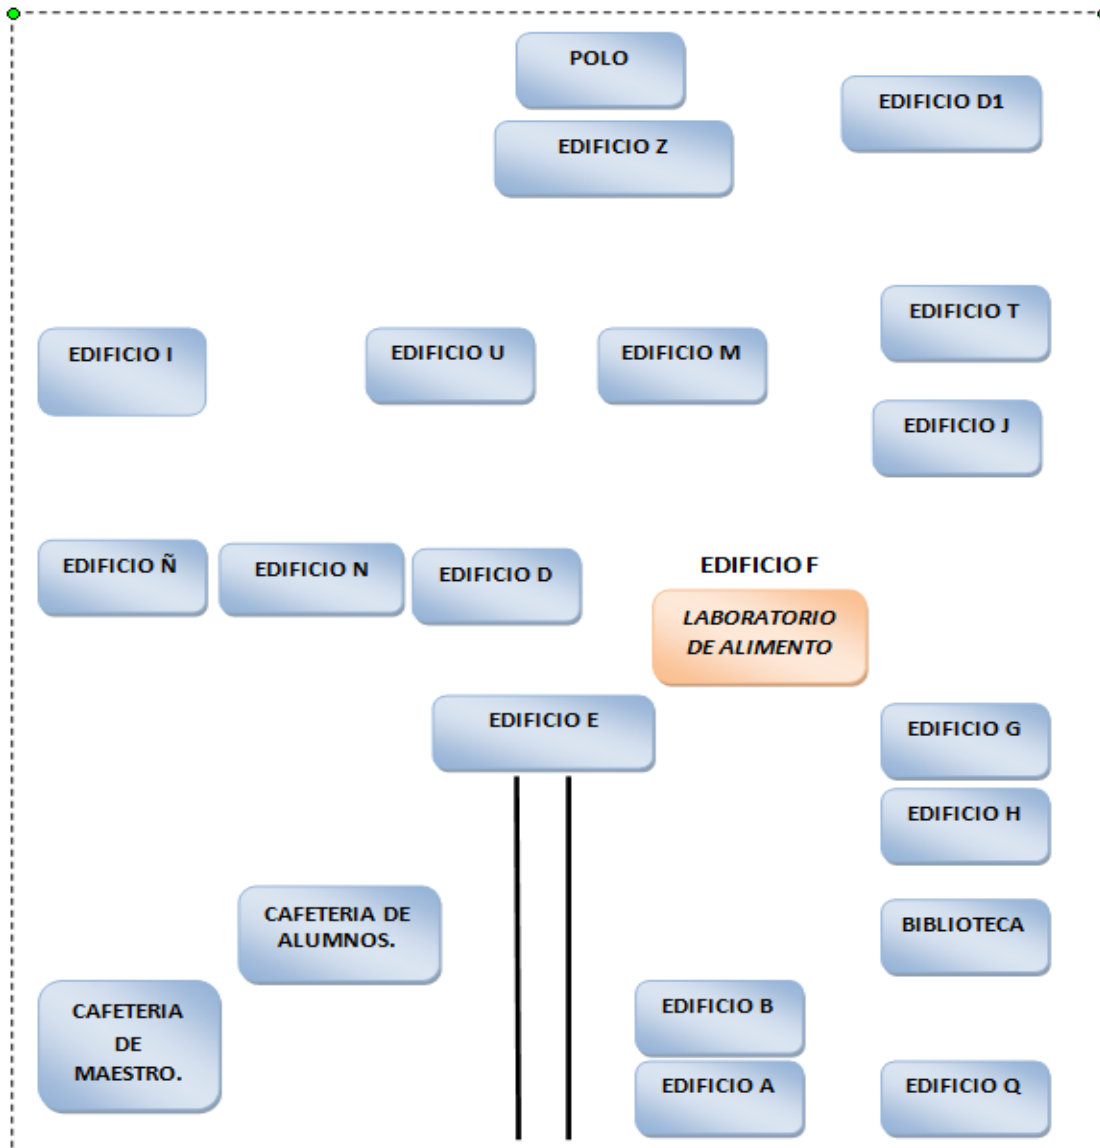 POLO
EDIFICIO D1
EDIFICIO Z
EDIFICIO T
EDIFICIO I
EDIFICIO U
EDIFICIO M
EDIFICIO J
EDIFICIO Ñ
EDIFICIO N
EDIFICIO D
EDIFICIO F
LABORATORIO
DE ALIMENTO
EDIFICIO E
EDIFICIO G
EDIFICIO H
CAFETERIA DE
ALUMNOS.
BIBLIOTECA
CAFETERIA
DE
MAESTRO.
EDIFICIO B
EDIFICIO A
EDIFICIO Q